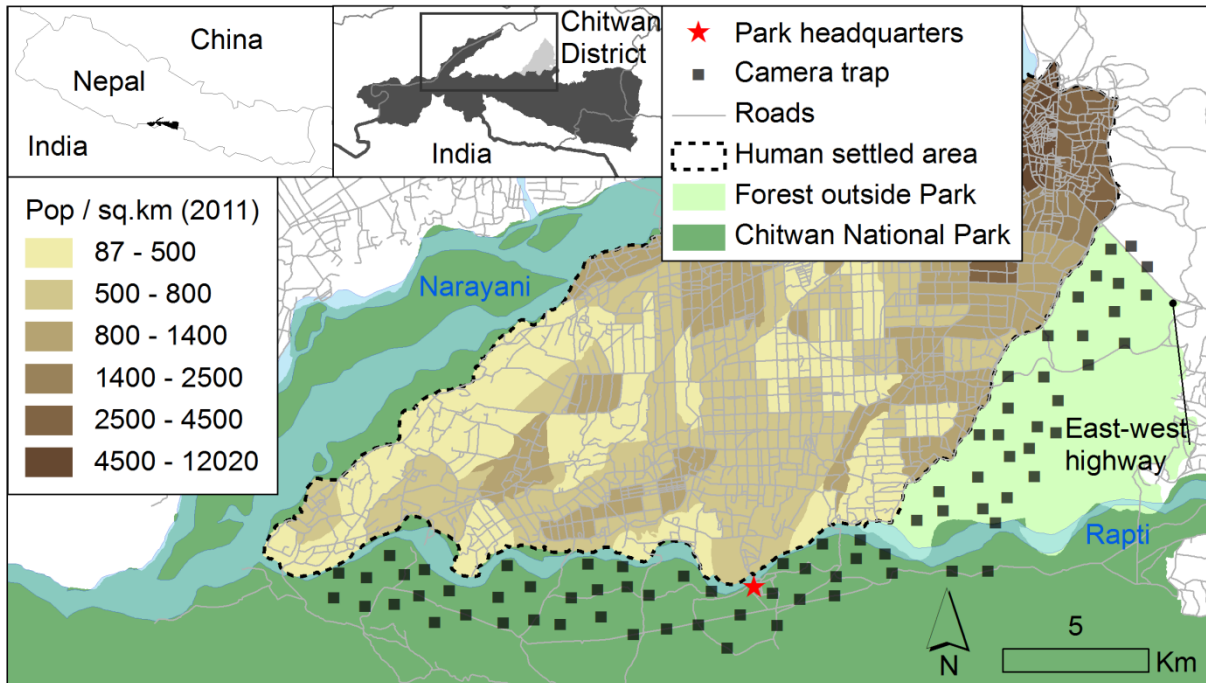 China
Nepal
India
Chitwan
District
India
Park headquarters
Camera trap
Roads
Human settled area
Forest outside Park
Chitwan National Park
Pop / sq.km (2011)
87 - 500
500 - 800
800 - 1400
1400 - 2500
2500 - 4500
4500 - 12020
Narayani
East-west
highway
Rapti
N
5
Km